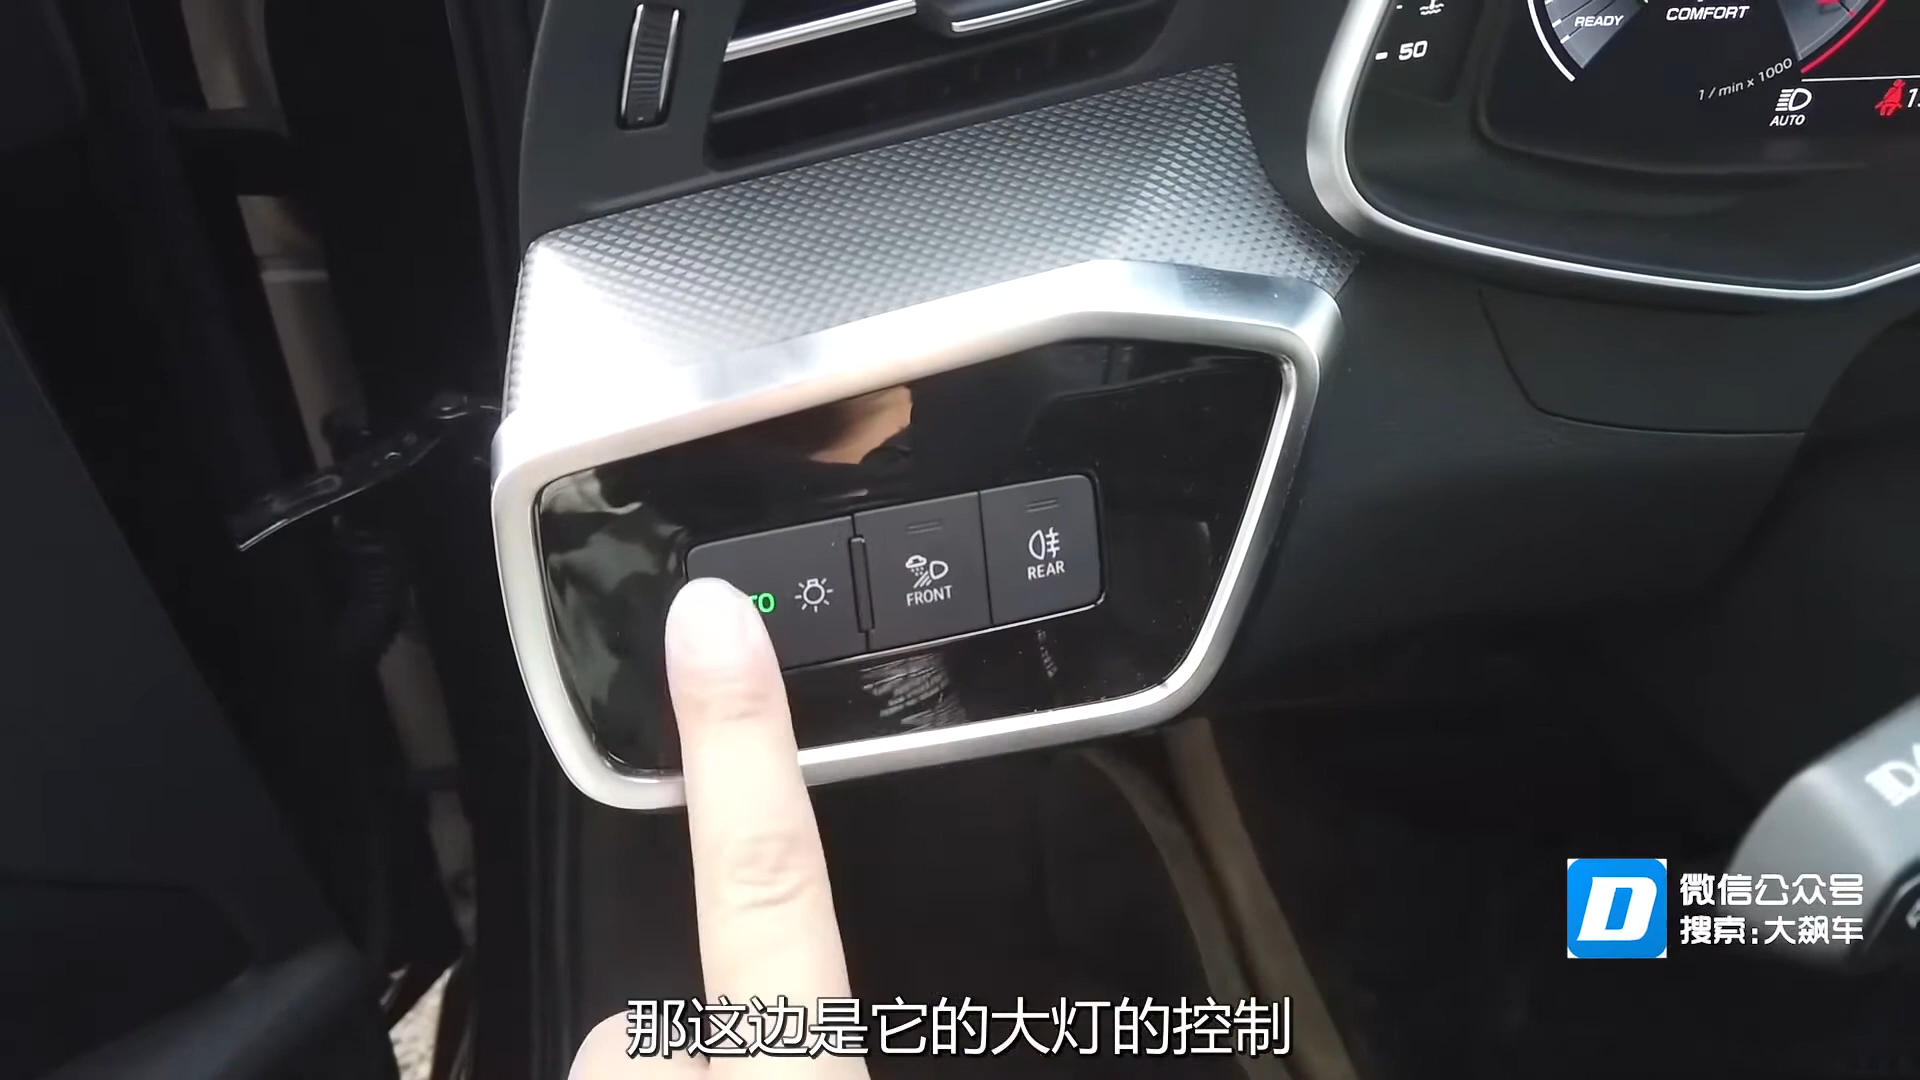 READY
COMFORT
50
1/min x 1000
AUTO
TO
FRONT
REAR
D
微信公众号
搜索:大飙车
那这边是它的大灯的控制